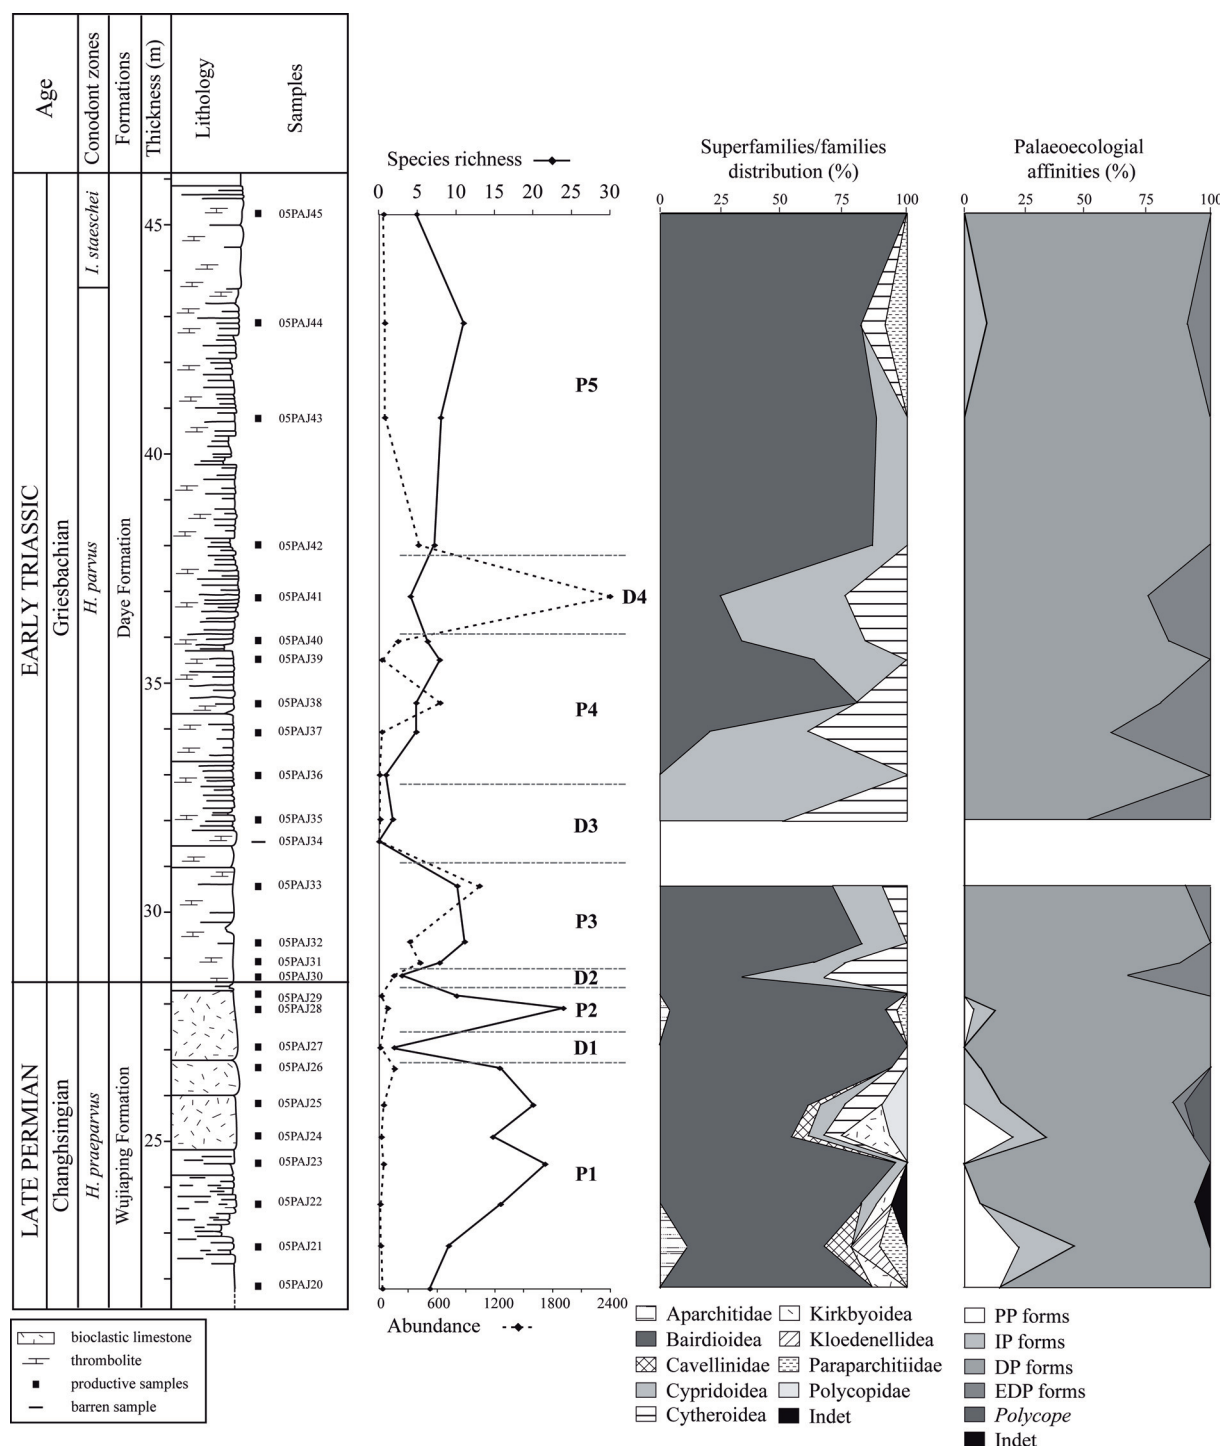 Age
Conodont zones
Formations
Thickness (m)
Lithology
Samples
EARLY TRIASSIC
LATE PERMIAN
Griesbachian
Changhsingian
I. staeschei
H. parvus
H. praeparvus
Daye Formation
Wujiaping Formation
45
40
35
30
25
05PAJ45
05PAJ44
05PAJ43
05PAJ42
05PAJ41
05PAJ40
05PAJ39
05PAJ38
05PAJ37
05PAJ36
05PAJ35
05PAJ34
05PAJ33
05PAJ32
05PAJ31
05PAJ30
05PAJ29
05PAJ28
05PAJ27
05PAJ26
05PAJ25
05PAJ24
05PAJ23
05PAJ22
05PAJ21
05PAJ20
bioclastic limestone
thrombolite
productive samples
barren sample
Species richness
0 5 10 15 20 25 30
P5
D4
P4
D3
P3
D2
P2
D1
P1
0 600 1200 1800 2400
Abundance
Superfamilies/families
distribution (%)
0 25 50 75 100
Aparchitidae
Bairdioidea
Cavellinidae
Cypridoidea
Cytheroidea
Kirkbyoidea
Kloedenellidea
Paraparchitiidae
Polycopidae
Indet
Palaeoecologial
affinities (%)
0 25 50 75 100
PP forms
IP forms
DP forms
EDP forms
Polycope
Indet